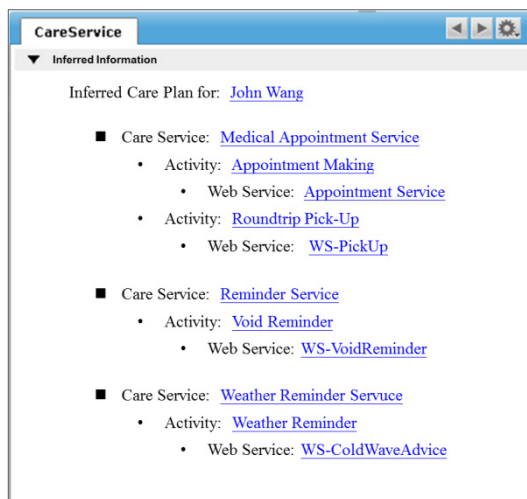 CareService
Inferred Information
Inferred Care Plan for: John Wang
Care Service: Medical Appointment Service
Activity: Appointment Making
Web Service: Appointment Service
Activity: Roundtrip Pick-Up
Web Service: WS-PickUp
Care Service: Reminder Service
Activity: Void Reminder
Web Service: WS-VoidReminder
Care Service: Weather Reminder Servuce
Activity: Weather Reminder
Web Service: WS-ColdWaveAdvice